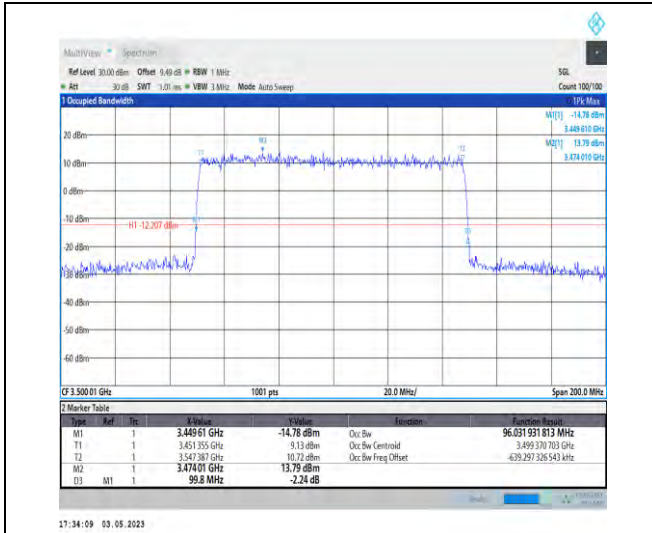 MultiView Spectrum
Ref Level 30.00 dBm Offset 9.49 dB RBW 1 MHz SGL
Att 30 dB SWT 1.01 ms VBW 3 MHz Mode Auto Sweep Count 100/100
1 Occupied Bandwidth 1Pk Max
M1[1] -14.78 dBm
3.449 610 GHz
M2[1] 13.79 dBm
3.474 010 GHz
20 dBm
10 dBm
0 dBm
-10 dBm
H1 -12.207 dBm
-30 dBm
-40 dBm
-50 dBm
-60 dBm
T1
M2
T2
CF 3.500 01 GHz 1001 pts 20.0 MHz/ Span 200.0 MHz
2 Marker Table
Type Ref Trc X-Value Y-Value Function Function Result
M1 1 3.449 61 GHz -14.78 dBm Occ Bw 96.031 931 813 MHz
T1 1 3.451 355 GHz 9.13 dBm Occ Bw Centroid 3.499 370 703 GHz
T2 1 3.547 387 GHz 10.72 dBm Occ Bw Freq Offset -639.297 326 543 kHz
M2 1 3.474 01 GHz 13.79 dBm
D3 M1 1 99.8 MHz -2.24 dB
17:34:09 03.05.2023